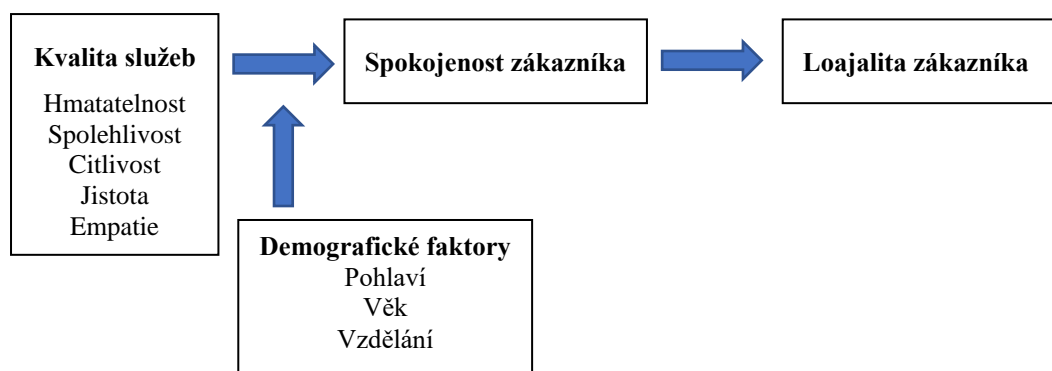 Kvalita služeb
Hmatatelnost
Spolehlivost
Citlivost
Jistota
Empatie
Spokojenost zákazníka
Loajalita zákazníka
Demografické faktory
Pohlaví
Věk
Vzdělání